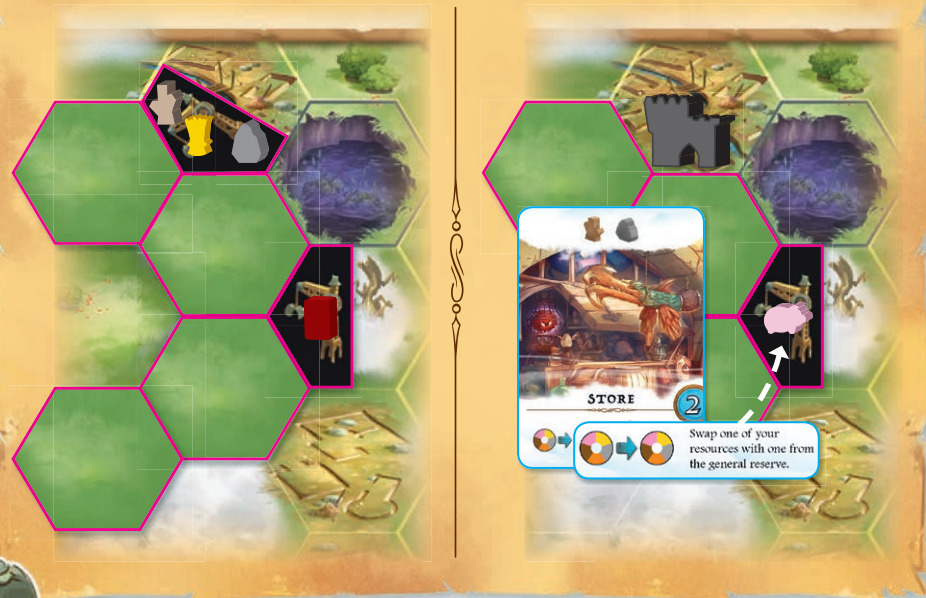 STORE
2
Swap one of your
resources with one from
the general reserve.